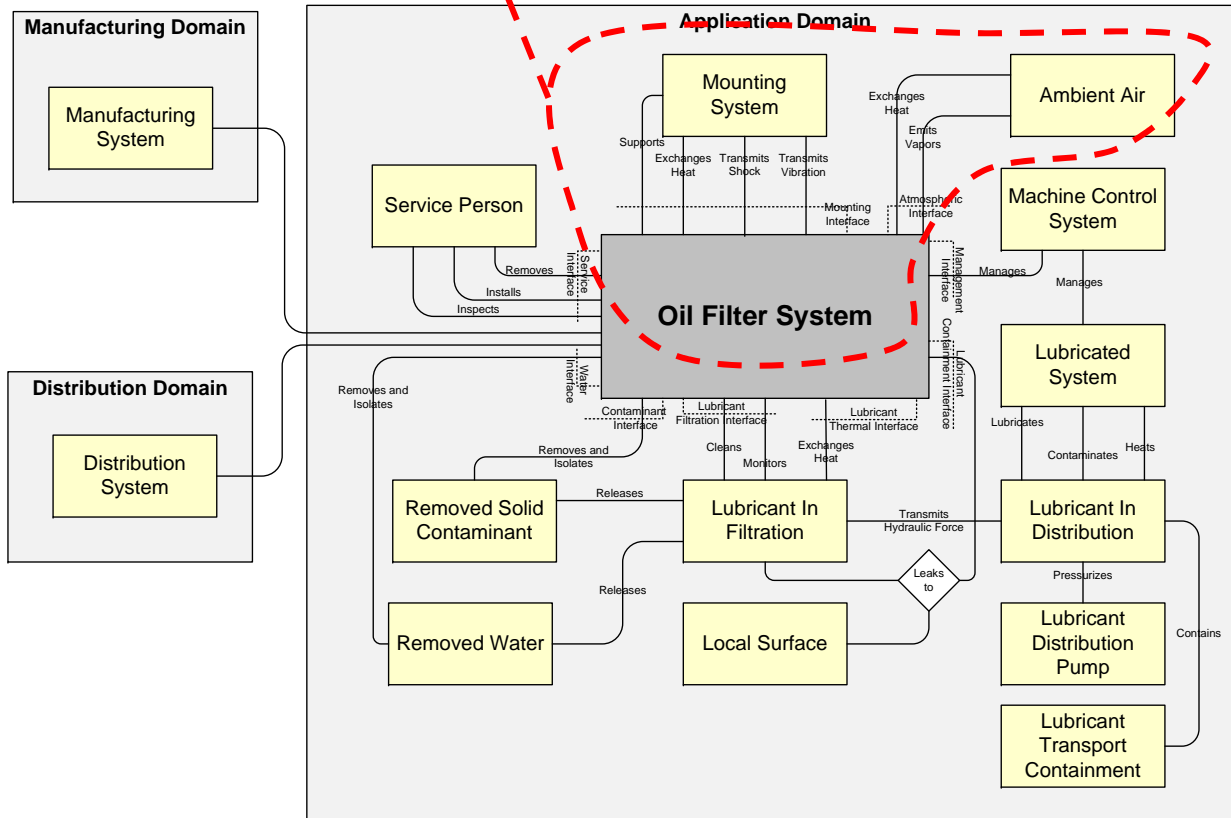 Manufacturing Domain
Manufacturing
System
Distribution Domain
Distribution
System
Application Domain
Mounting
System
Ambient Air
Exchanges
Heat
Emits
Vapors
Supports
Exchanges
Heat
Transmits
Shock
Transmits
Vibration
Service Person
Machine Control
System
Mounting
Interface
Atmospheric
Interface
Removes
Installs
Inspects
Service
Interface
Management
Interface
Manages
Manages
Oil Filter System
Lubricated
System
Water
Interface
Lubricant
Containment Interface
Removes and
Isolates
Contaminant
Interface
Lubricant
Filtration Interface
Lubricant
Thermal Interface
Lubricates
Contaminates
Heats
Removes and
Isolates
Cleans
Monitors
Exchanges
Heat
Removed Solid
Contaminant
Releases
Lubricant In
Filtration
Transmits
Hydraulic Force
Lubricant In
Distribution
Releases
Leaks
to
Pressurizes
Contains
Removed Water
Local Surface
Lubricant
Distribution
Pump
Lubricant
Transport
Containment